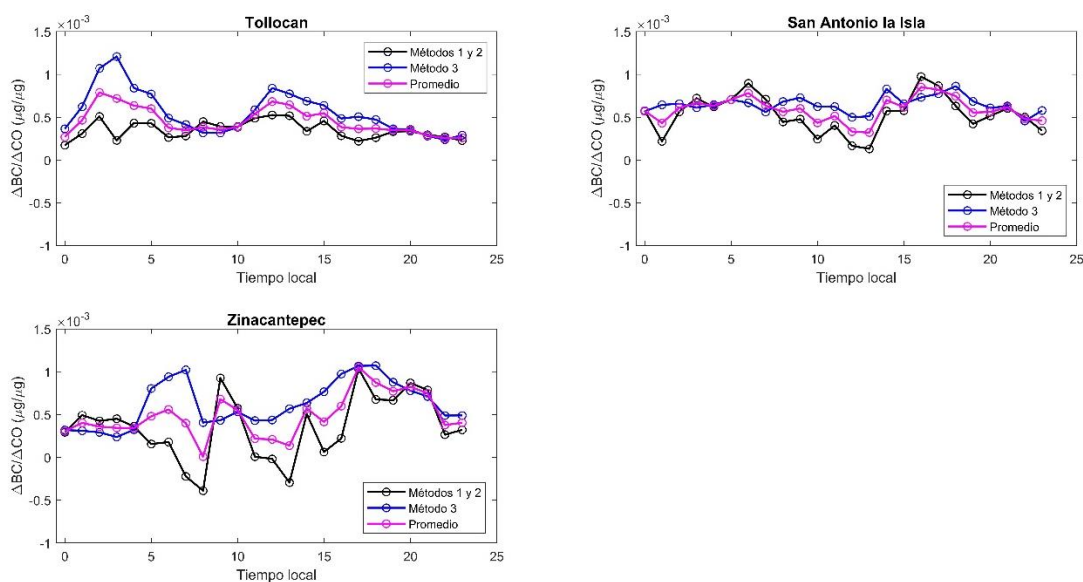 Tollocan
×10⁻³
1.5
1
0.5
0
-0.5
-1
ΔBC/ΔCO (μg/μg)
0 5 10 15 20 25
Tiempo local
Métodos 1 y 2
Método 3
Promedio
San Antonio la Isla
×10⁻³
1.5
1
0.5
0
-0.5
-1
ΔBC/ΔCO (μg/μg)
0 5 10 15 20 25
Tiempo local
Métodos 1 y 2
Método 3
Promedio
Zinacantepec
×10⁻³
1.5
1
0.5
0
-0.5
-1
ΔBC/ΔCO (μg/μg)
0 5 10 15 20 25
Tiempo local
Métodos 1 y 2
Método 3
Promedio